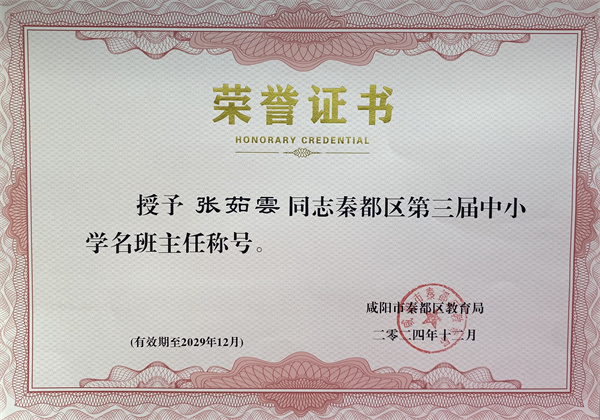 荣誉证书
HONORARY CREDENTIAL
授予 张茹雲 同志秦都区第三届中小
学名班主任称号。
咸阳市秦都区教育局
二零二四年十二月
(有效期至2029年12月)